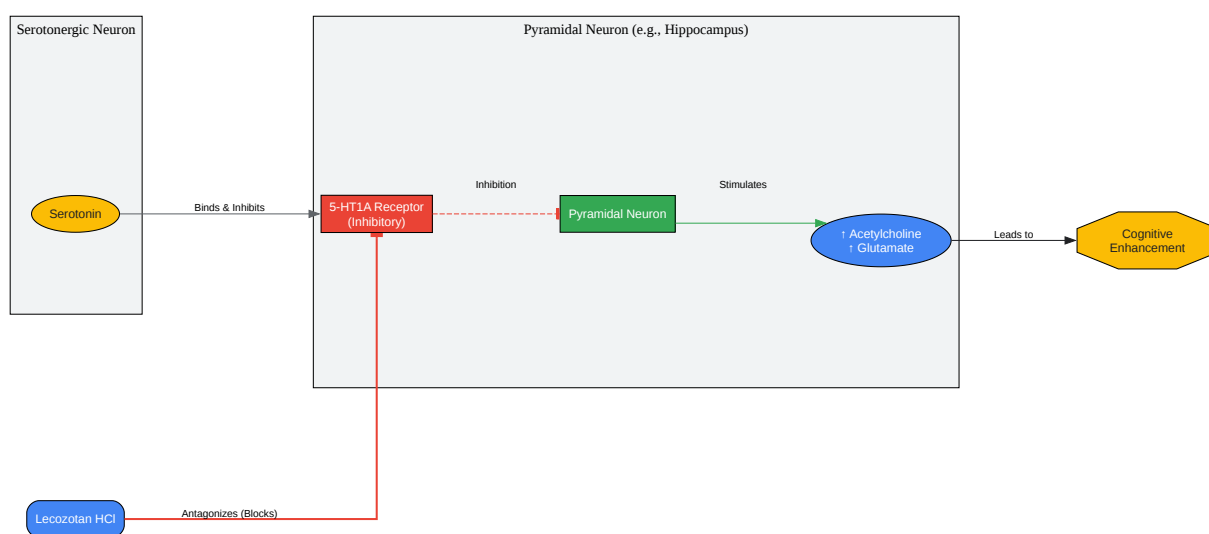 Serotonergic Neuron
Pyramidal Neuron (e.g., Hippocampus)
Inhibition
Stimulates
Serotonin
Binds & Inhibits
5-HT1A Receptor
(Inhibitory)
Pyramidal Neuron
↑ Acetylcholine
↑ Glutamate
Leads to
Cognitive
Enhancement
Lecozotan HCl
Antagonizes (Blocks)